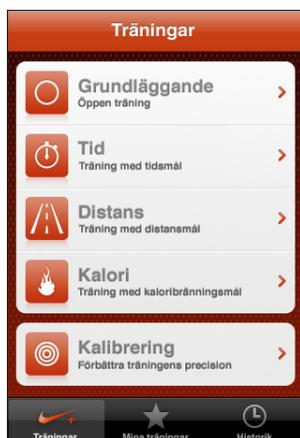 Träningar
Grundläggande
Öppen träning
Tid
Träning med tidsmål
Distans
Träning med distansmål
Kalori
Träning med kaloribränningsmål
Kalibrering
Förbättra träningens precision
Träningar Mina träningar Historik